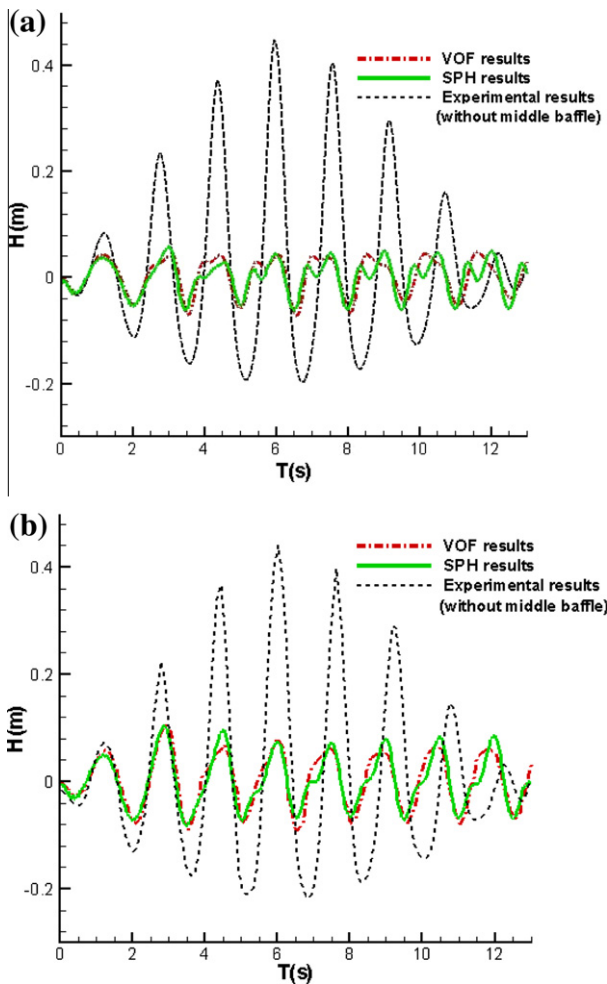 (a)
VOF results
SPH results
Experimental results
(without middle baffle)
0.4
0.2
0
-0.2
H(m)
0 2 4 6 8 10 12
T(s)
(b)
VOF results
SPH results
Experimental results
(without middle baffle)
0.4
0.2
0
-0.2
H(m)
0 2 4 6 8 10 12
T(s)